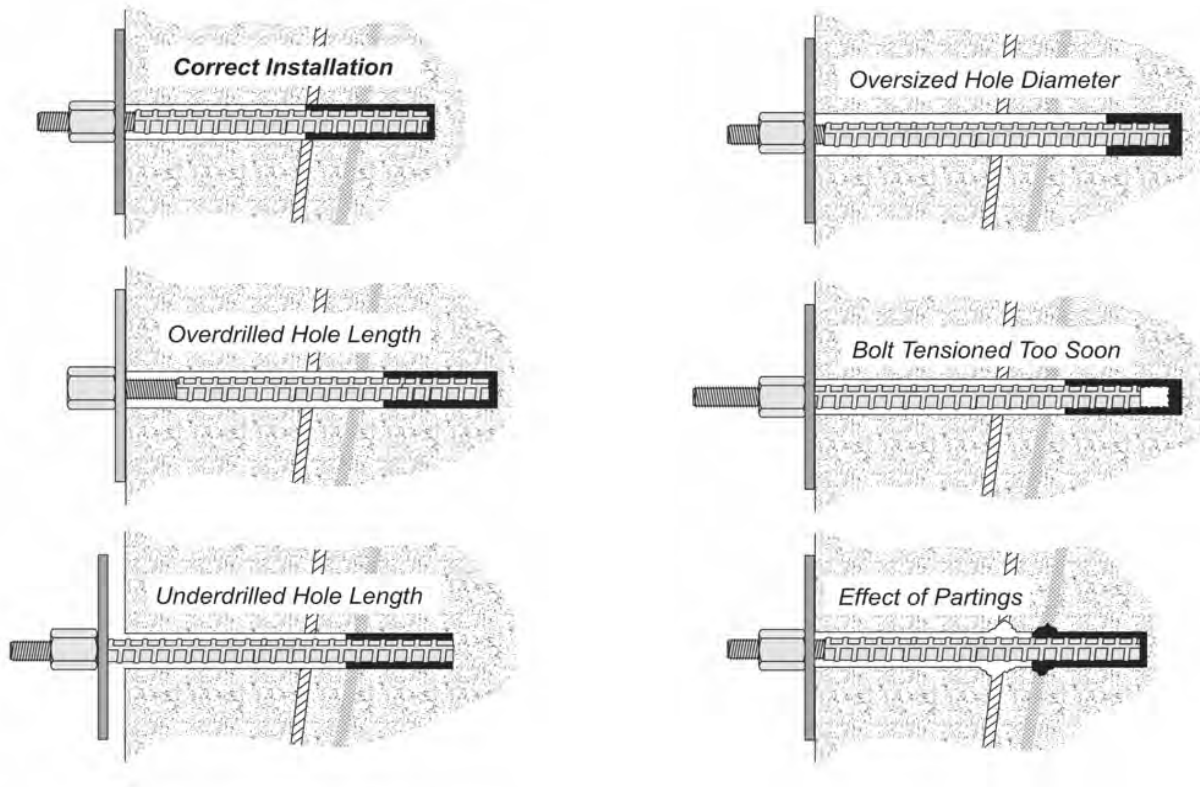 Correct Installation
Oversized Hole Diameter
Overdrilled Hole Length
Bolt Tensioned Too Soon
Underdrilled Hole Length
Effect of Partings